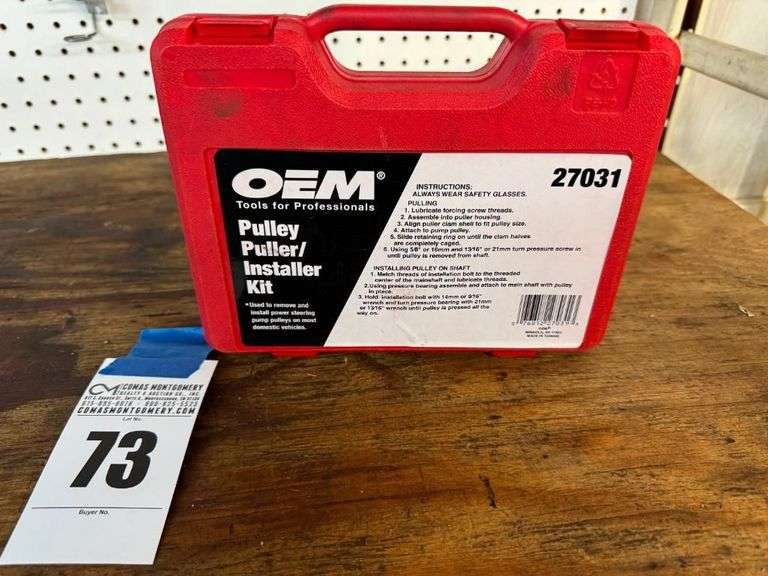 OEM®
Tools for Professionals
Pulley
Puller/
Installer
Kit
•Used to remove and
install power steering
pump pulleys on most
domestic vehicles.
27031
INSTRUCTIONS:
ALWAYS WEAR SAFETY GLASSES.
PULLING
1. Lubricate forcing screw threads.
2. Assemble into puller housing.
3. Align puller clam shell to fit pulley size.
4. Attach to pump pulley.
5. Slide retaining ring on until the clam halves
are completely caged.
6. Using 5/8" or 16mm and 13/16" or 21mm turn pressure screw in
until pulley is removed from shaft.
INSTALLING PULLEY ON SHAFT
1. Match threads of installation bolt to the threaded
center of the mainshaft and lubricate threads.
2. Using pressure bearing assemble and attach to main shaft with pulley
in place.
3. Hold installation bolt with 14mm or 9/16"
wrench and turn pressure bearing with 21mm
or 13/16" wrench until pulley is pressed all the
way on.
MADE IN TAIWAN
COMAS MONTGOMERY
REALTY & AUCTION CO., INC.
COMASMONTGOMERY.COM
Lot No.
73
Buyer No.